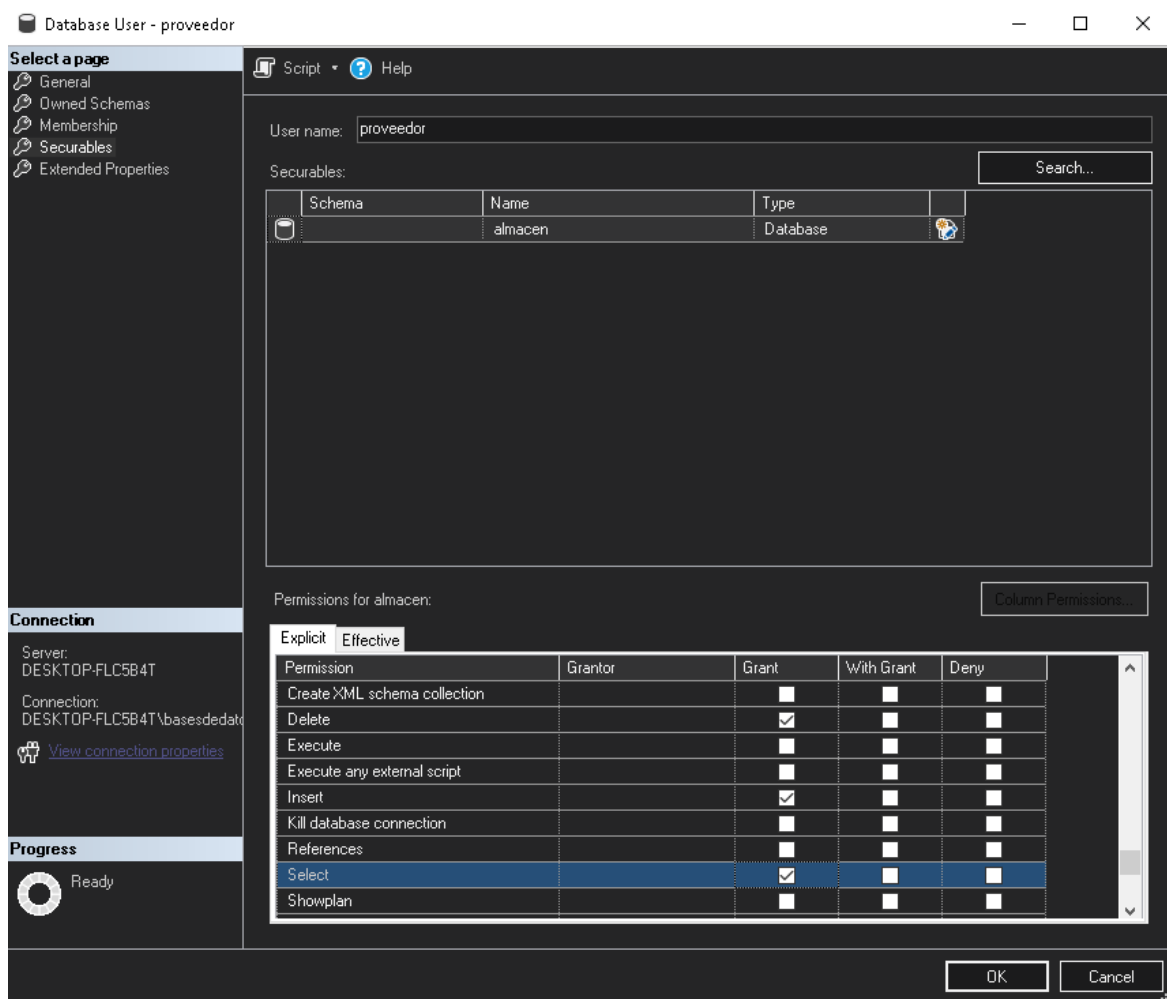 Database User - proveedor
Select a page
General
Owned Schemas
Membership
Securables
Extended Properties
Script
Help
User name: proveedor
Securables:
Search...
Schema Name Type
almacen Database
Permissions for almacen:
Column Permissions...
Explicit Effective
Permission Grantor Grant With Grant Deny
Create XML schema collection
Delete
Execute
Execute any external script
Insert
Kill database connection
References
Select
Showplan
Connection
Server:
DESKTOP-FLC5B4T
Connection:
DESKTOP-FLC5B4T\basesdedato
View connection properties
Progress
Ready
OK Cancel